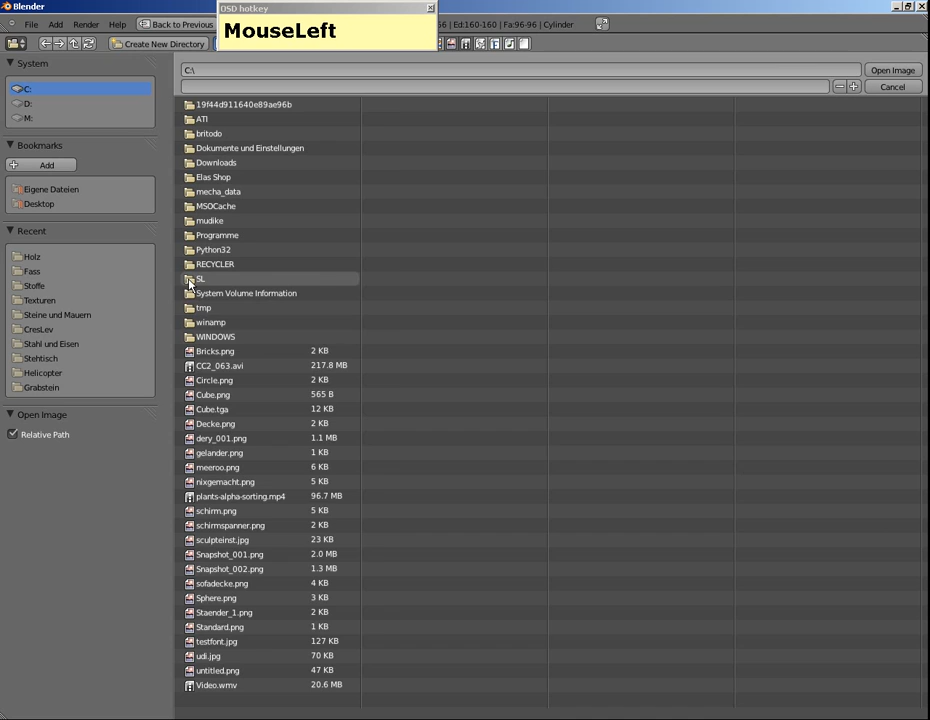 Blender
OSD hotkey
MouseLeft
File Add Render Help Back to Previous
56 | Ed:160-160 | Fa:96-96 | Cylinder
Create New Directory
System
C:
D:
M:
Bookmarks
Add
Eigene Dateien
Desktop
Recent
Holz
Fass
Stoffe
Texturen
Steine und Mauern
CresLev
Stahl und Eisen
Stehtisch
Helicopter
Grabstein
Open Image
Relative Path
C:\
Open Image
Cancel
19f44d911640e89ae96b
ATI
britodo
Dokumente und Einstellungen
Downloads
Elas Shop
mecha_data
MSOCache
mudike
Programme
Python32
RECYCLER
SL
System Volume Information
tmp
winamp
WINDOWS
Bricks.png 2 KB
CC2_063.avi 217.8 MB
Circle.png 2 KB
Cube.png 565 B
Cube.tga 12 KB
Decke.png 2 KB
dery_001.png 1.1 MB
gelander.png 1 KB
meeroo.png 6 KB
nixgemacht.png 5 KB
plants-alpha-sorting.mp4 96.7 MB
schirm.png 5 KB
schirmspanner.png 2 KB
sculpteinst.jpg 23 KB
Snapshot_001.png 2.0 MB
Snapshot_002.png 1.3 MB
sofadecke.png 4 KB
Sphere.png 3 KB
Staender_1.png 2 KB
Standard.png 1 KB
testfont.jpg 127 KB
udi.jpg 70 KB
untitled.png 47 KB
Video.wmv 20.6 MB